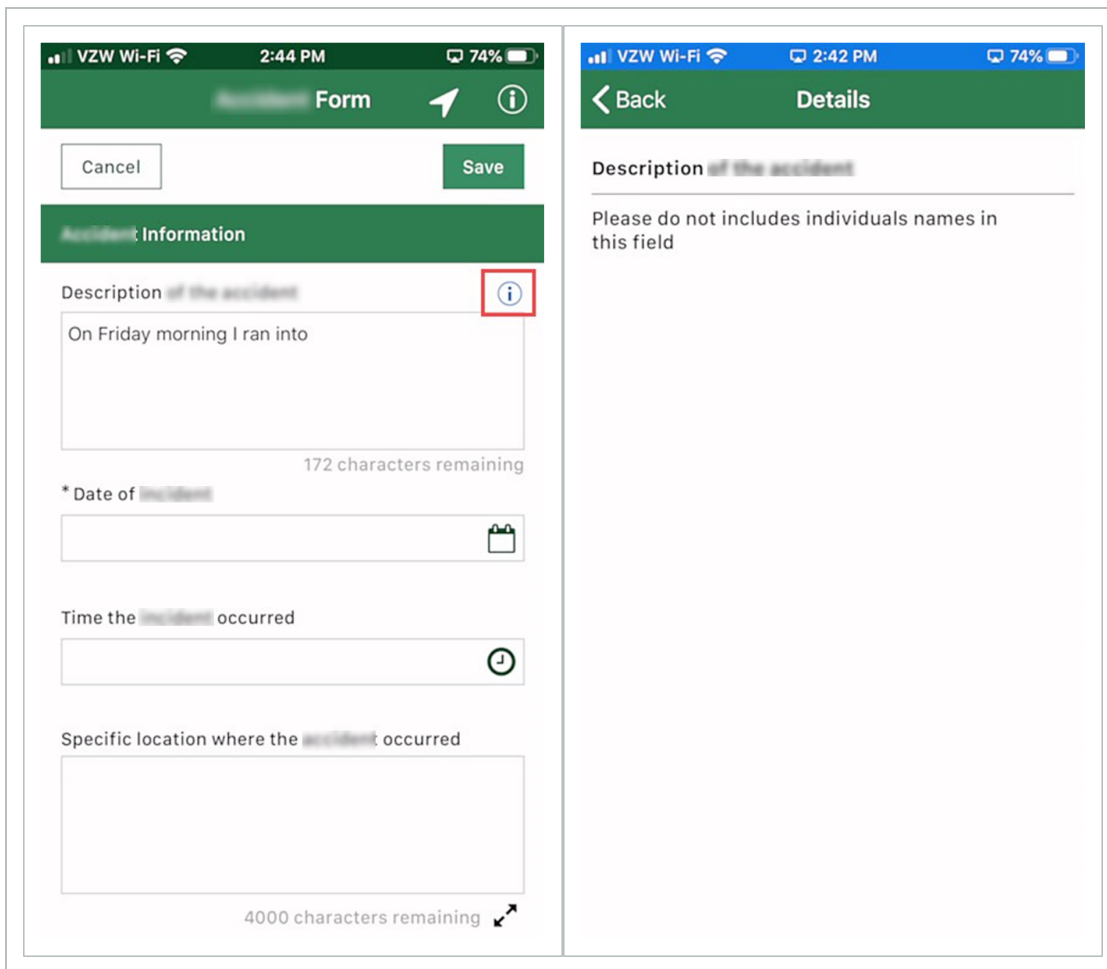 VZW Wi-Fi 2:44 PM 74%
Form
Cancel
Save
Information
Description
On Friday morning I ran into
172 characters remaining
* Date of
Time the occurred
Specific location where the occurred
4000 characters remaining
VZW Wi-Fi 2:42 PM 74%
Back Details
Description
Please do not includes individuals names in
this field